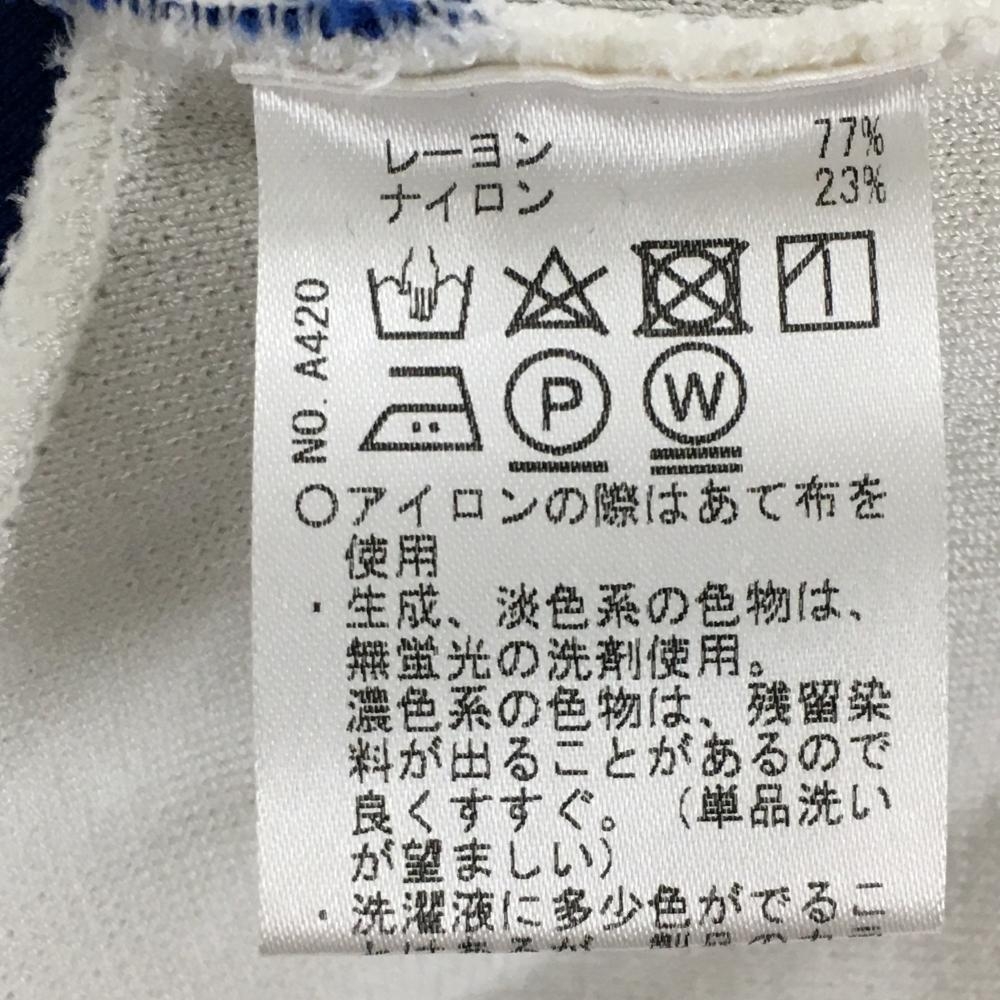 レーヨン 77%
ナイロン 23%
NO. A420
P
W
○アイロンの際はあて布を
使用
・生成、淡色系の色物は、
無蛍光の洗剤使用。
濃色系の色物は、残留染
料が出ることがあるので
良くすすぐ。（単品洗い
が望ましい）
・洗濯液に多少色がでるこ